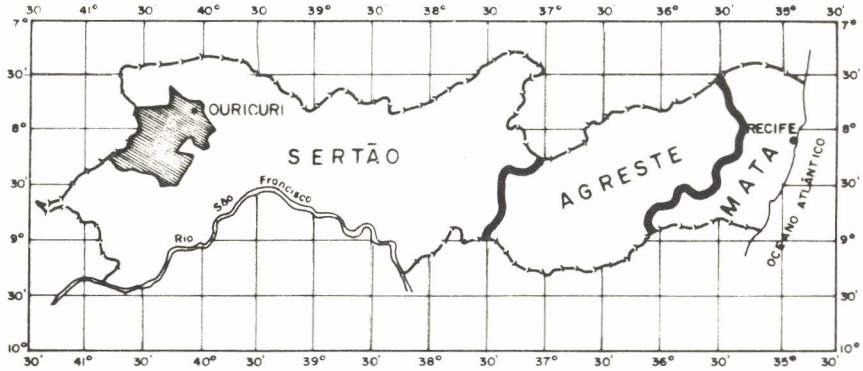 30' 41° 30' 40° 30' 39° 30' 38° 30' 37° 30' 36° 30' 35° 30'
7° 7°
30' 30'
OURICURI
8° 8°
RECIFE
SERTÃO
AGRESTE
MATA
OCEANO ATLÂNTICO
30' 30'
Rio São Francisco
9° 9°
30' 30'
10° 10°
30' 41° 30' 40° 30' 39° 30' 38° 30' 37° 30' 36° 30' 35° 30'